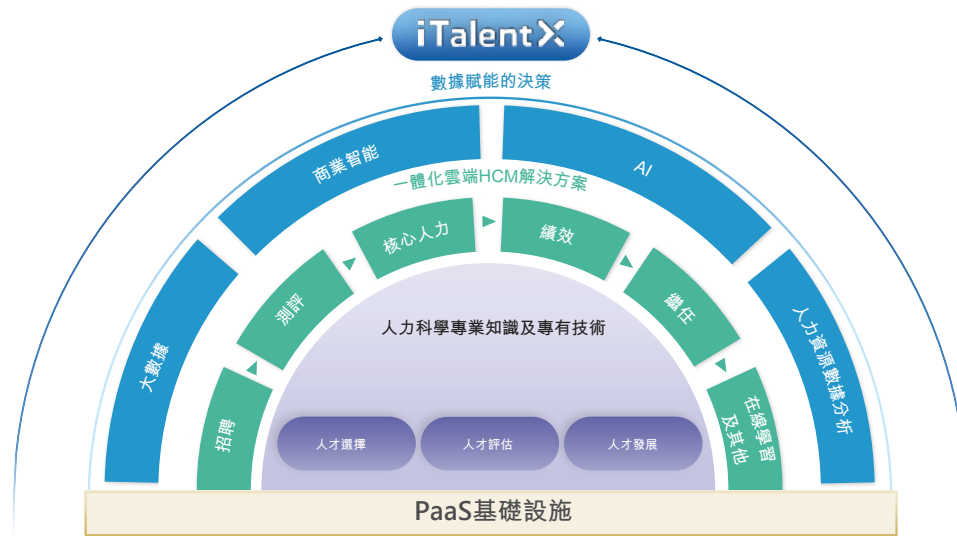 iTalentX
數據賦能的決策
商業智能
AI
大數據
人力資源數據分析
一體化雲端HCM解決方案
招聘
測評
核心人力
績效
繼任
在線學習
及其他
人力科學專業知識及專有技術
人才選擇
人才評估
人才發展
PaaS基礎設施